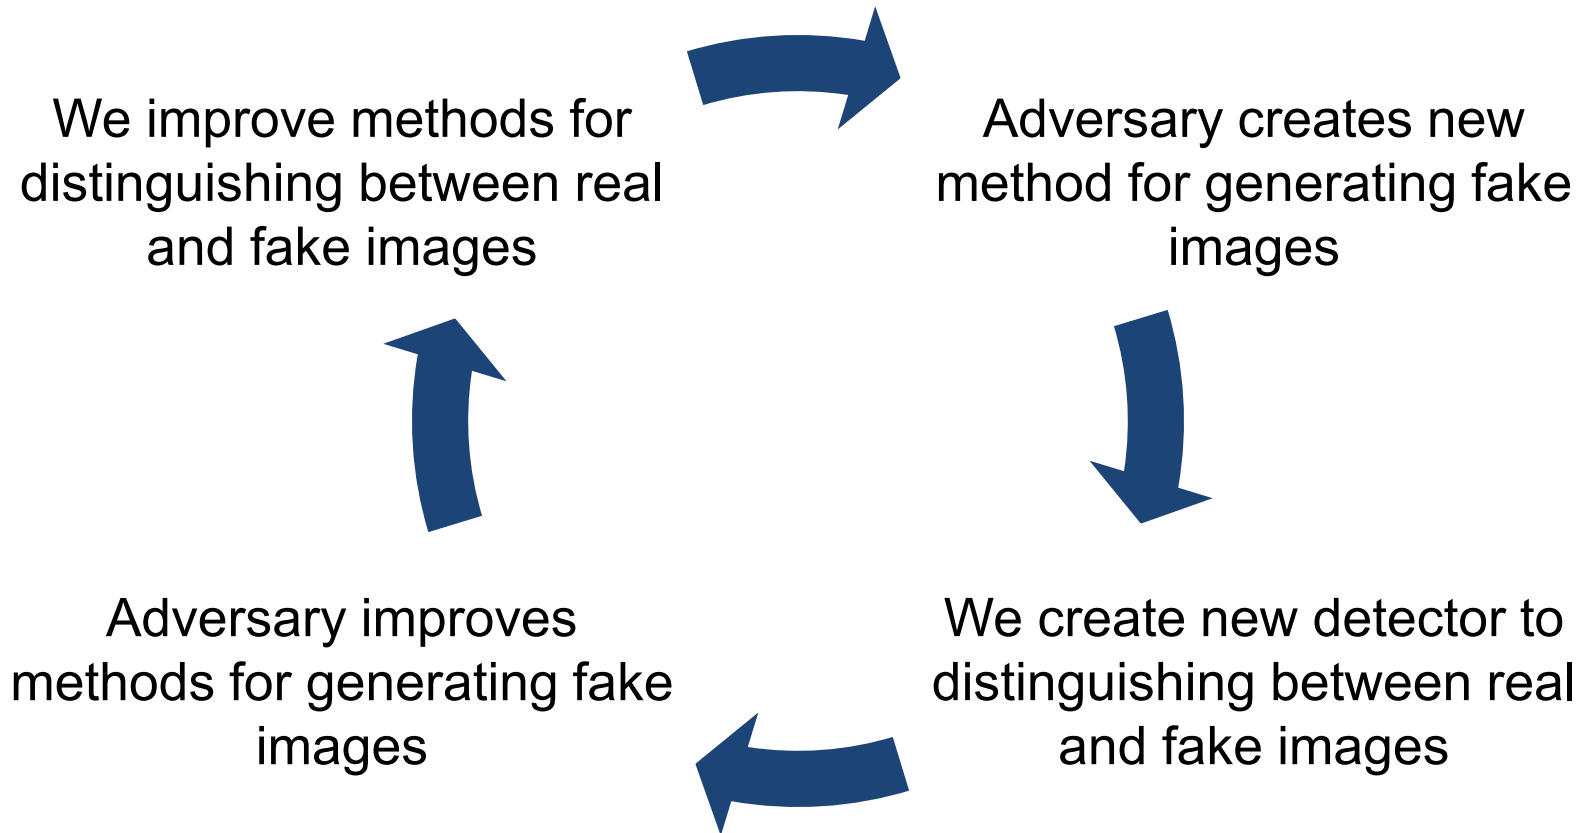 We improve methods for
distinguishing between real
and fake images
Adversary creates new
method for generating fake
images
We create new detector to
distinguishing between real
and fake images
Adversary improves
methods for generating fake
images